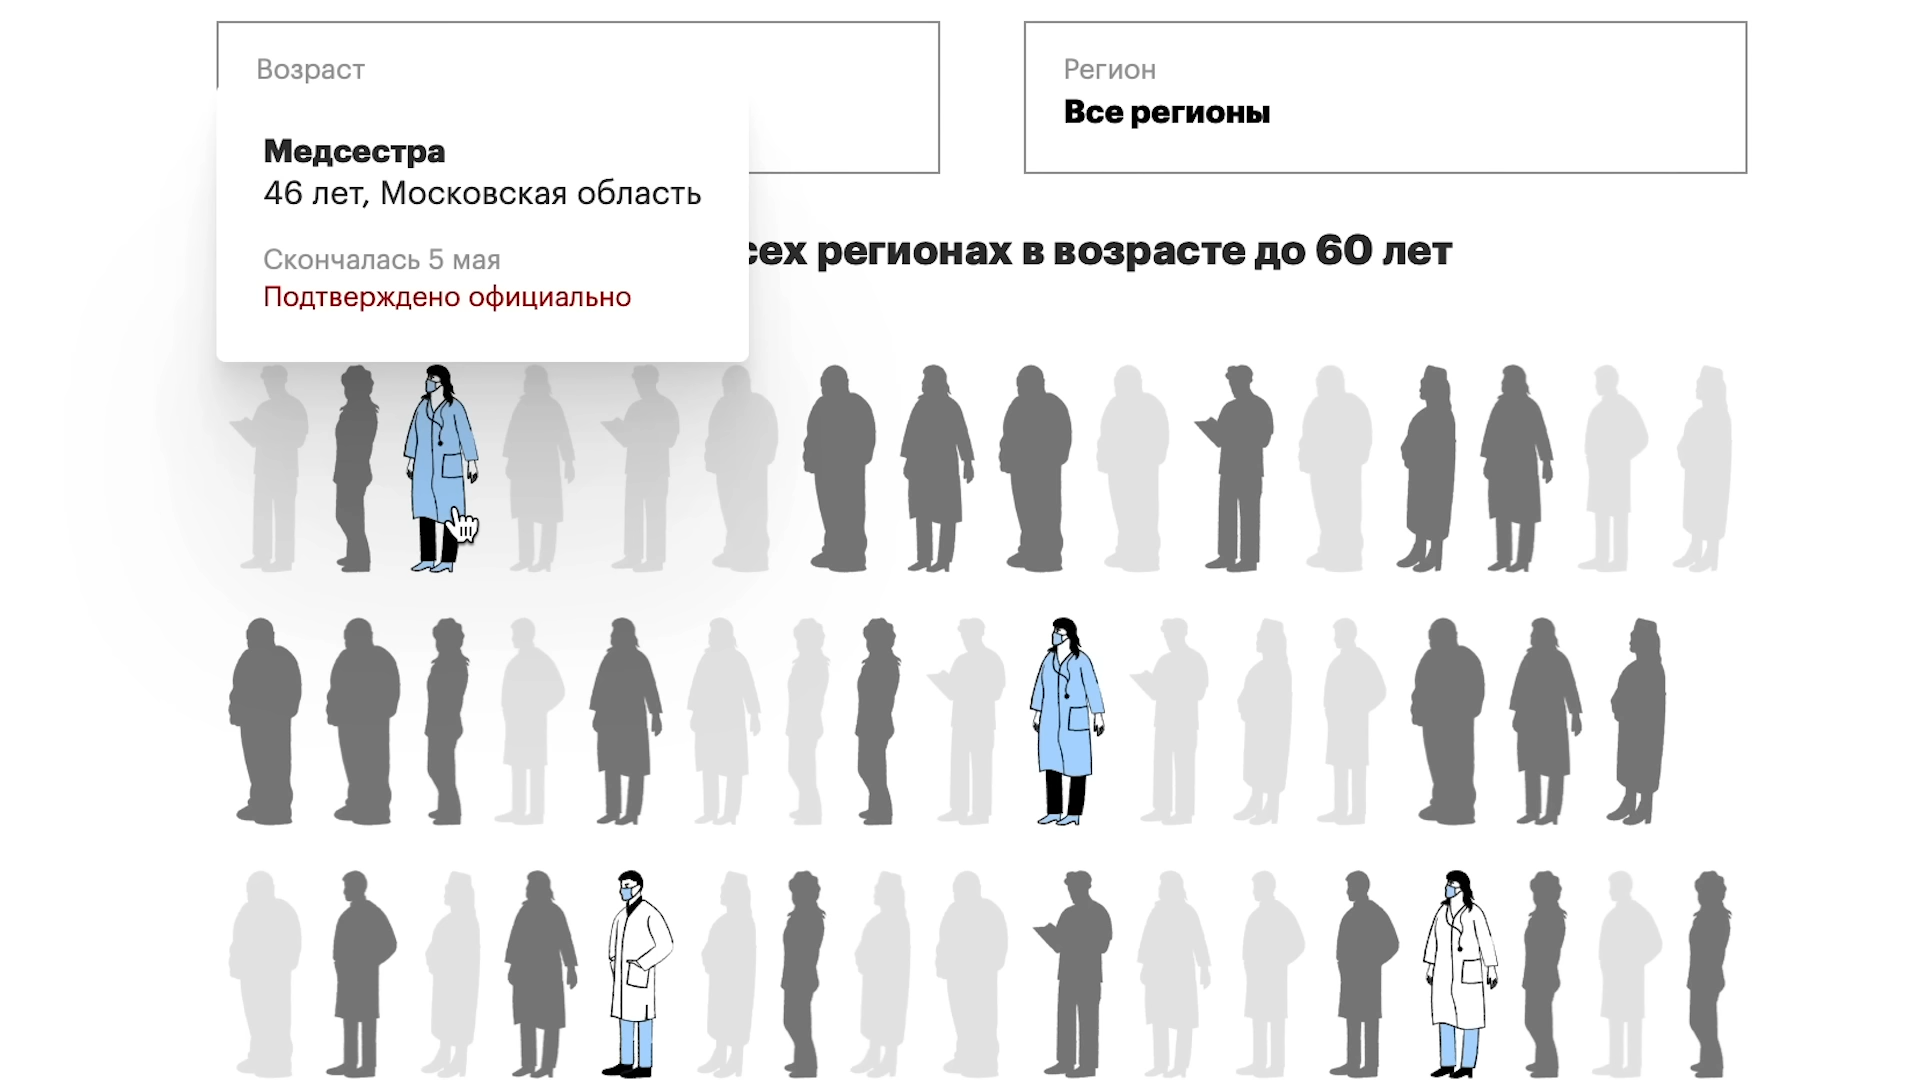 Возраст
Регион
Все регионы
Медсестра
46 лет, Московская область
регионах в возрасте до 60 лет
Скончалась 5 мая
Подтверждено официально